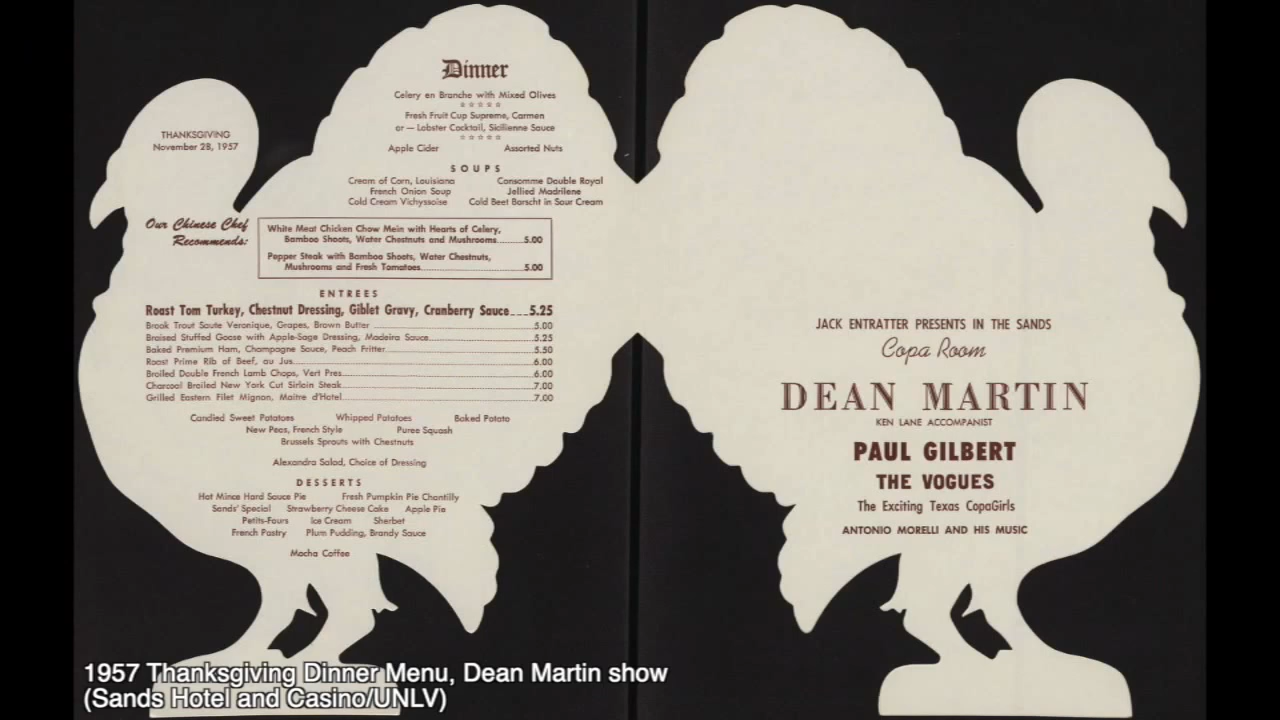 Dinner
Celery en Branche with Mixed Olives
☆ ☆ ☆ ☆ ☆
Fresh Fruit Cup Supreme, Carmen
or — Lobster Cocktail, Sicilienne Sauce
☆ ☆ ☆ ☆ ☆
Apple Cider Assorted Nuts
THANKSGIVING
November 28, 1957
SOUPS
Cream of Corn, Louisiana Consomme Double Royal
French Onion Soup Jellied Madrilene
Cold Cream Vichyssoise Cold Beet Borscht in Sour Cream
Our Chinese Chef
Recommends:
White Meat Chicken Chow Mein with Hearts of Celery,
Bamboo Shoots, Water Chestnuts and Mushrooms 5.00
Pepper Steak with Bamboo Shoots, Water Chestnuts,
Mushrooms and Fresh Tomatoes 5.00
ENTREES
Roast Tom Turkey, Chestnut Dressing, Giblet Gravy, Cranberry Sauce 5.25
Brook Trout Saute Veronique, Grapes, Brown Butter 5.00
Braised Stuffed Goose with Apple-Sage Dressing, Madeira Sauce 5.25
Baked Premium Ham, Champagne Sauce, Peach Fritter 5.50
Roast Prime Rib of Beef, au Jus 6.00
Broiled Double French Lamb Chops, Vert Pres 6.00
Charcoal Broiled New York Cut Sirloin Steak 7.00
Grilled Eastern Filet Mignon, Maitre d'Hotel 7.00
Candied Sweet Potatoes Whipped Potatoes Baked Potato
New Peas, French Style Puree Squash
Brussels Sprouts with Chestnuts
Alexandra Salad, Choice of Dressing
DESSERTS
Hot Mince Hard Sauce Pie Fresh Pumpkin Pie Chantilly
Sands' Special Strawberry Cheese Cake Apple Pie
Petits-Fours Ice Cream Sherbet
French Pastry Plum Pudding, Brandy Sauce
Mocha Coffee
JACK ENTRATTER PRESENTS IN THE SANDS
Copa Room
DEAN MARTIN
KEN LANE ACCOMPANIST
PAUL GILBERT
THE VOGUES
The Exciting Texas CopaGirls
ANTONIO MORELLI AND HIS MUSIC
1957 Thanksgiving Dinner Menu, Dean Martin show
(Sands Hotel and Casino/UNLV)